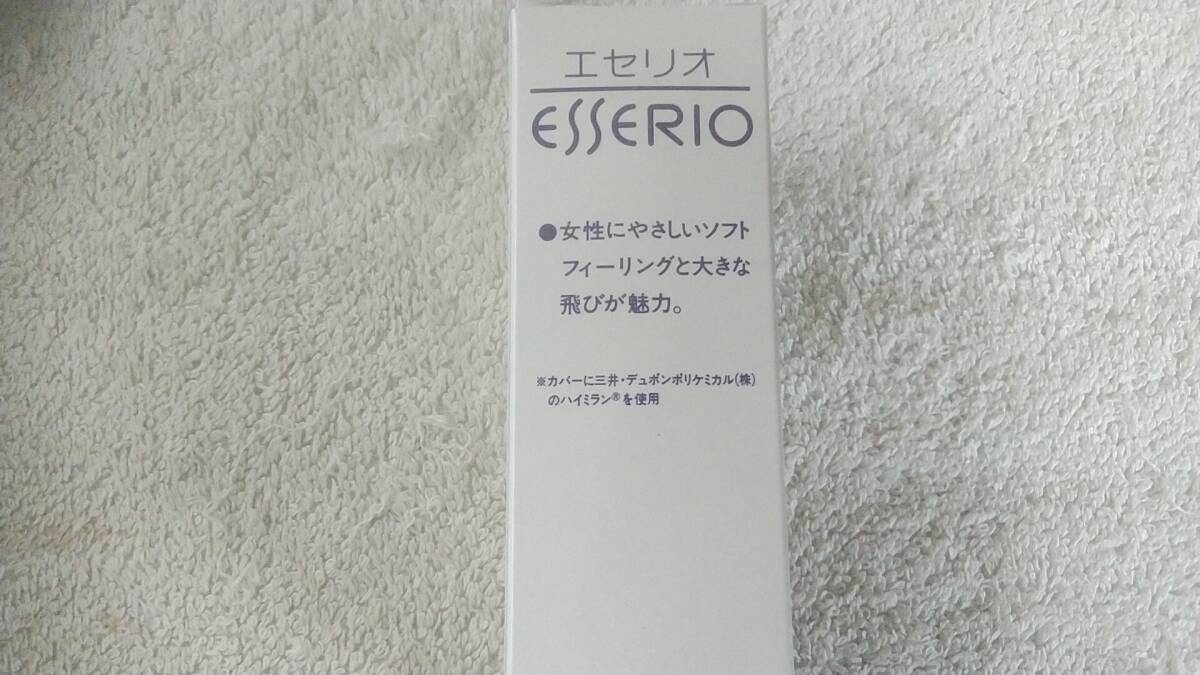 エセリオ
ESSERIO
●女性にやさしいソフト
フィーリングと大きな
飛びが魅力。
※カバーに三井・デュポンポリケミカル(株)
のハイミラン®を使用